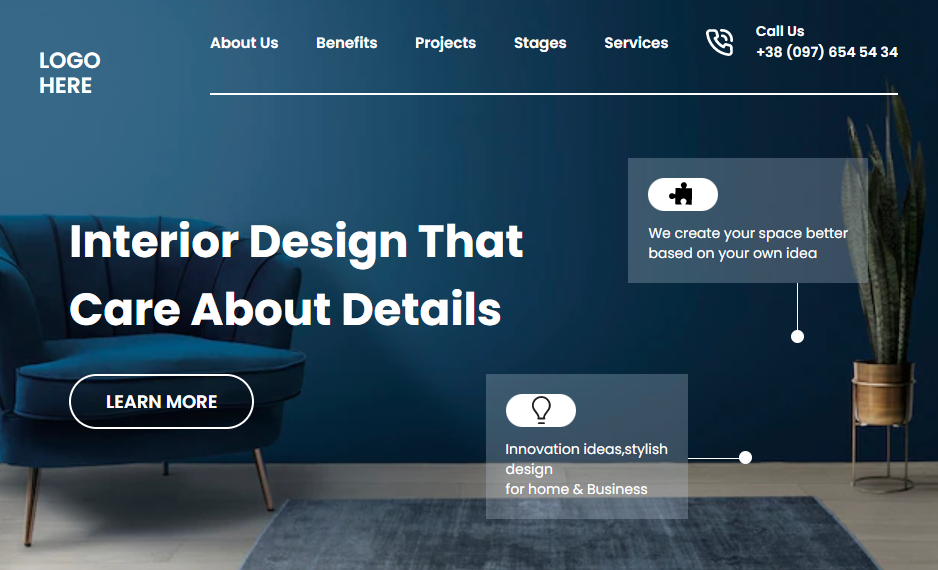 LOGO
HERE
About Us
Benefits
Projects
Stages
Services
Call Us
+38 (097) 654 54 34
We create your space better
based on your own idea
Interior Design That
Care About Details
LEARN MORE
Innovation ideas,stylish
design
for home & Business